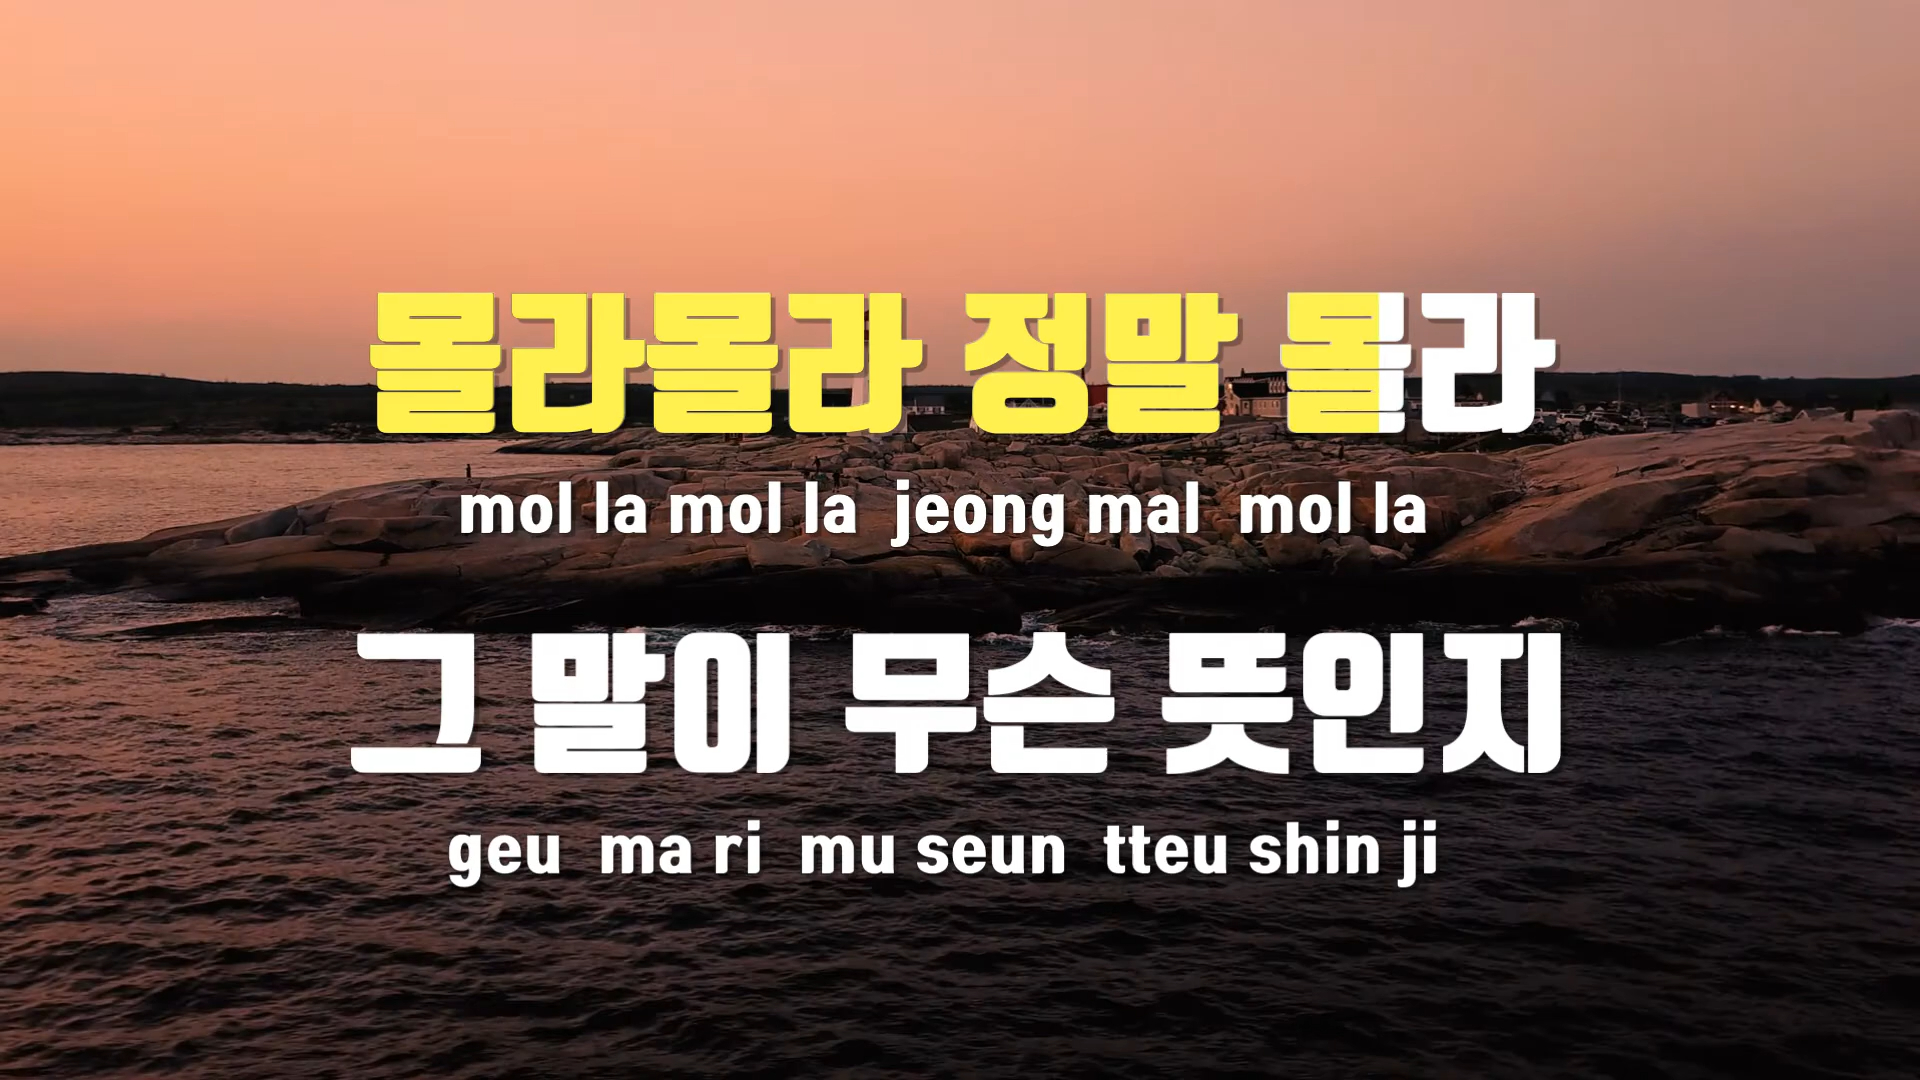 몰라몰라 정말 몰라
mol la mol la jeong mal mol la
그 말이 무슨 뜻인지
geu ma ri mu seun tteu shin ji